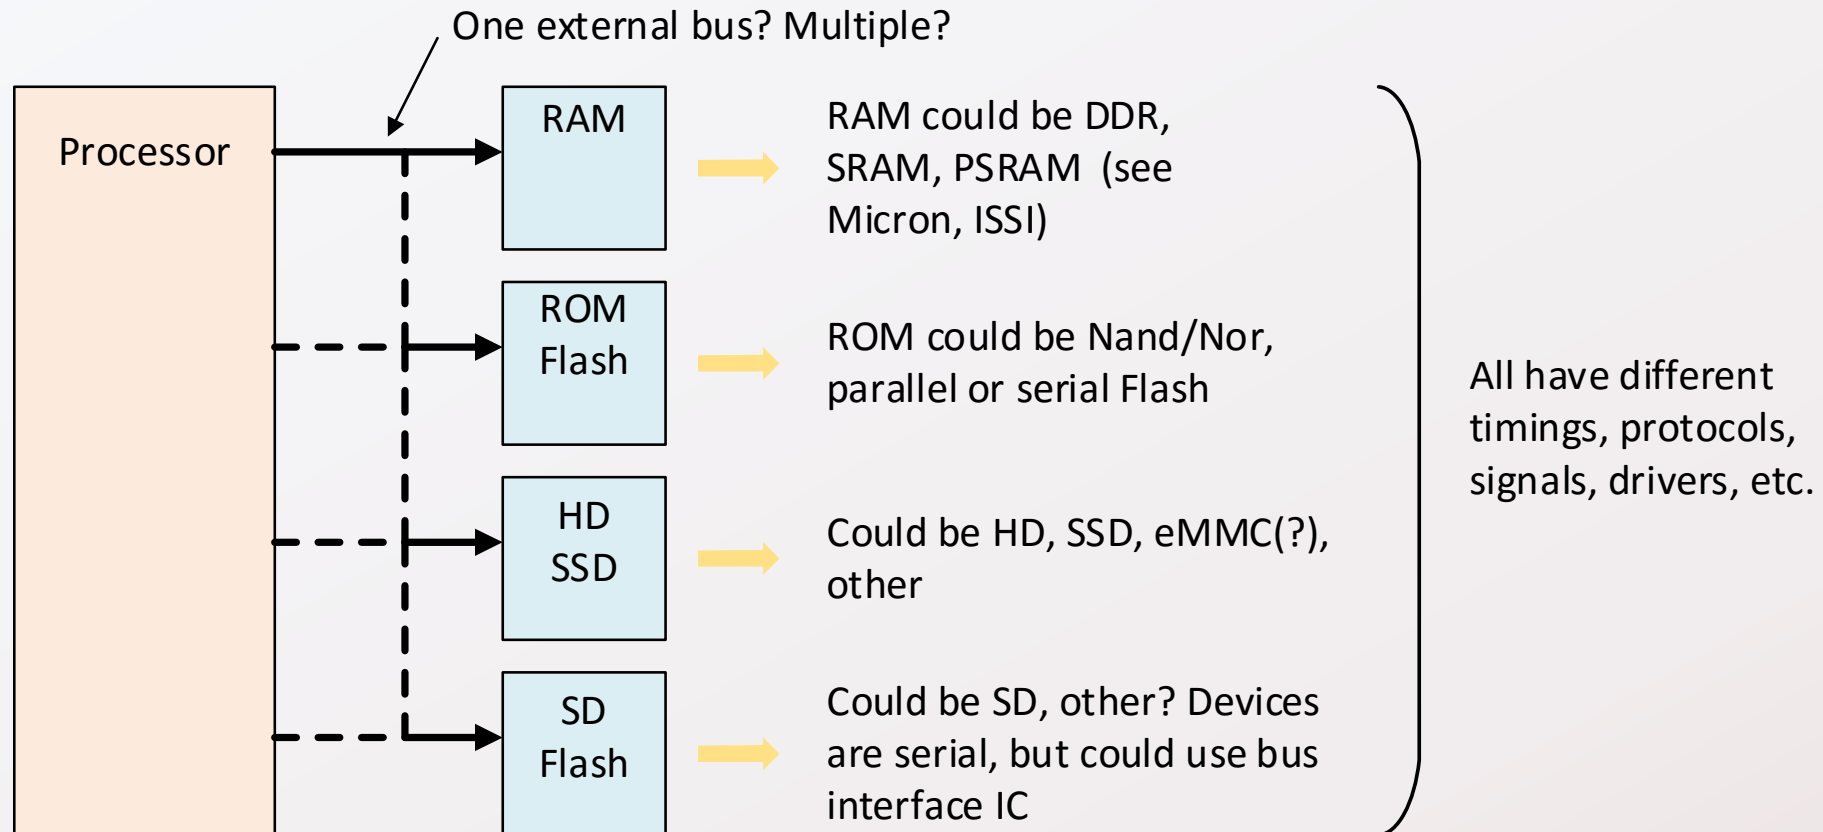 One external bus? Multiple?
Processor
RAM
RAM could be DDR,
SRAM, PSRAM (see
Micron, ISSI)
ROM
Flash
ROM could be Nand/Nor,
parallel or serial Flash
HD
SSD
Could be HD, SSD, eMMC(?),
other
SD
Flash
Could be SD, other? Devices
are serial, but could use bus
interface IC
All have different
timings, protocols,
signals, drivers, etc.